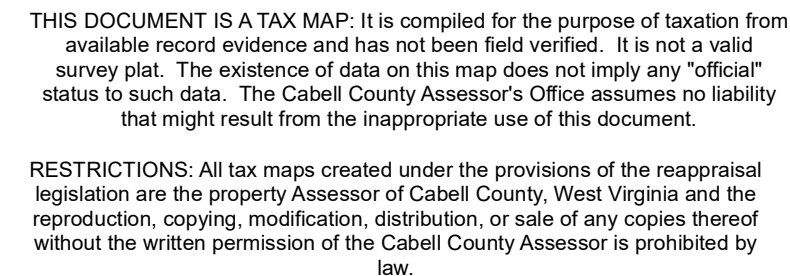 THIS DOCUMENT IS A TAX MAP: It is compiled for the purpose of taxation from
available record evidence and has not been field verified.  It is not a valid
survey plat.  The existence of data on this map does not imply any "official"
status to such data.  The Cabell County Assessor's Office assumes no liability
that might result from the inappropriate use of this document.
RESTRICTIONS: All tax maps created under the provisions of the reappraisal
legislation are the property Assessor of Cabell County, West Virginia and the
reproduction, copying, modification, distribution, or sale of any copies thereof
without the written permission of the Cabell County Assessor is prohibited by
law.